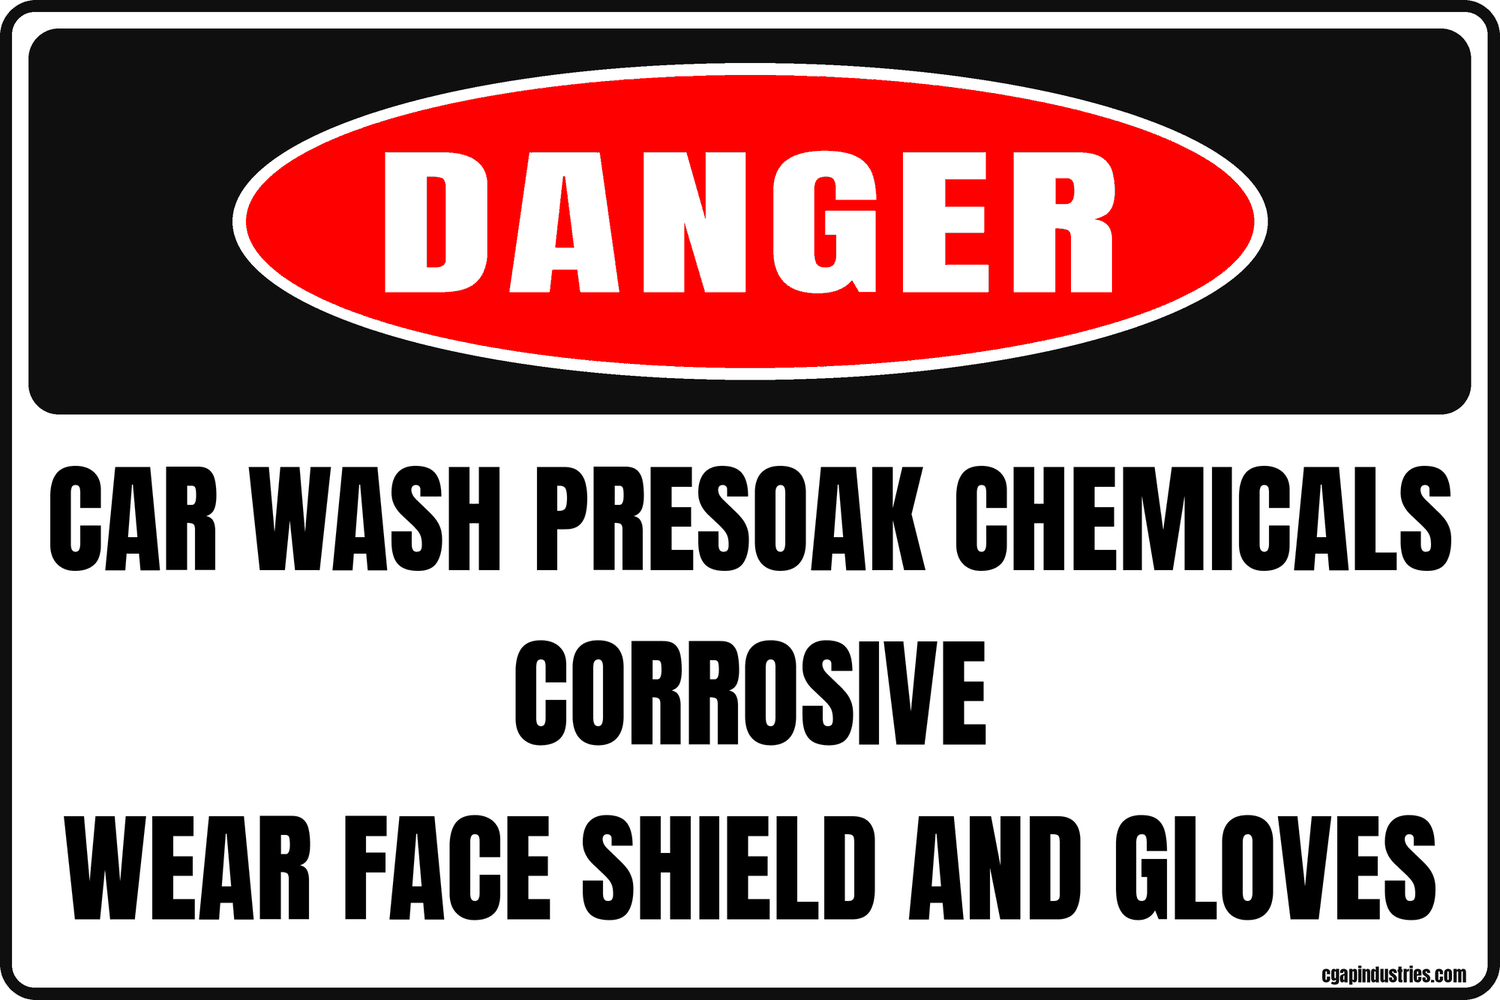 DANGER
CAR WASH PRESOAK CHEMICALS
CORROSIVE
WEAR FACE SHIELD AND GLOVES
cgapindustries.com